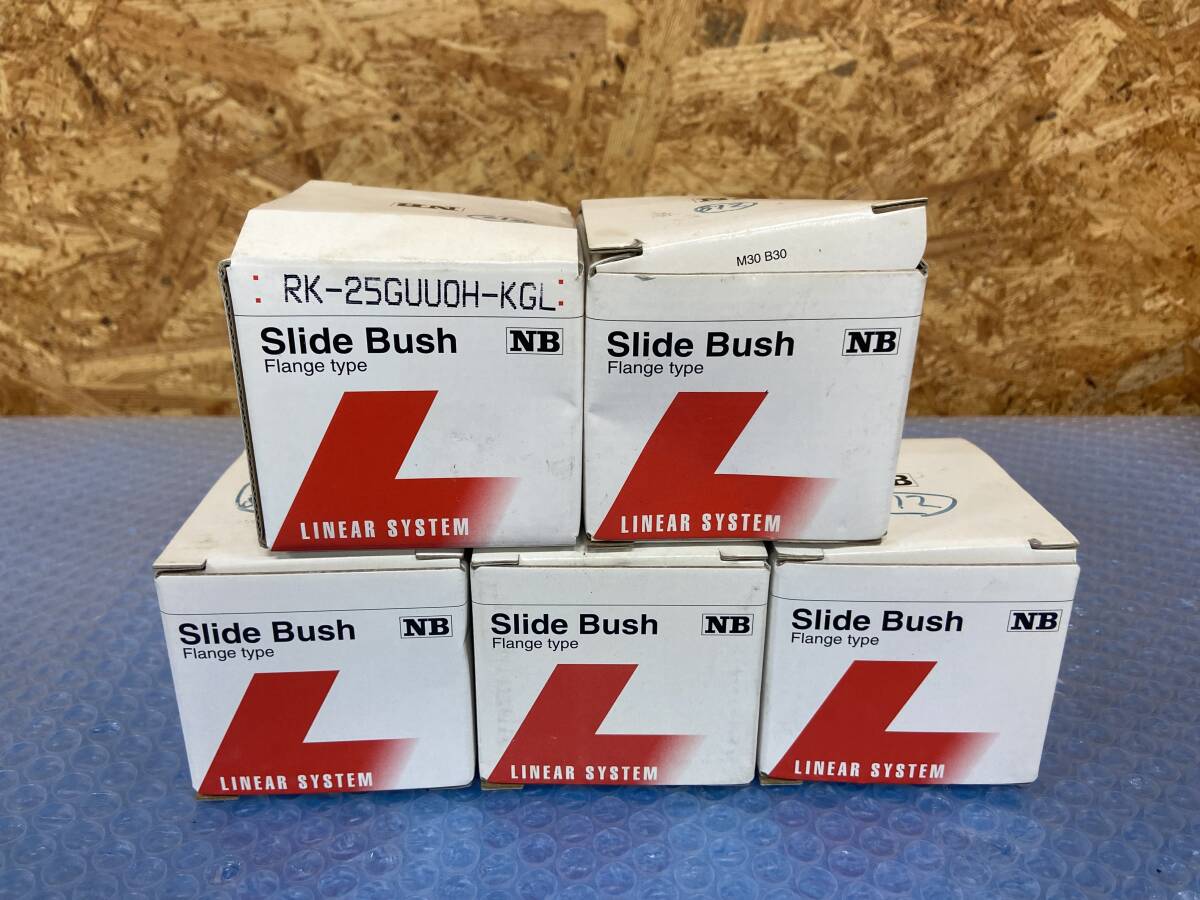 NB
RK-25GUUOH-KGL
Slide Bush
NB
Flange type
LINEAR SYSTEM
M30 B30
Slide Bush
NB
Flange type
LINEAR SYSTEM
Slide Bush
NB
Flange type
LINEAR SYSTEM
Slide Bush
NB
Flange type
LINEAR SYSTEM
Slide Bush
NB
Flange type
LINEAR SYSTEM